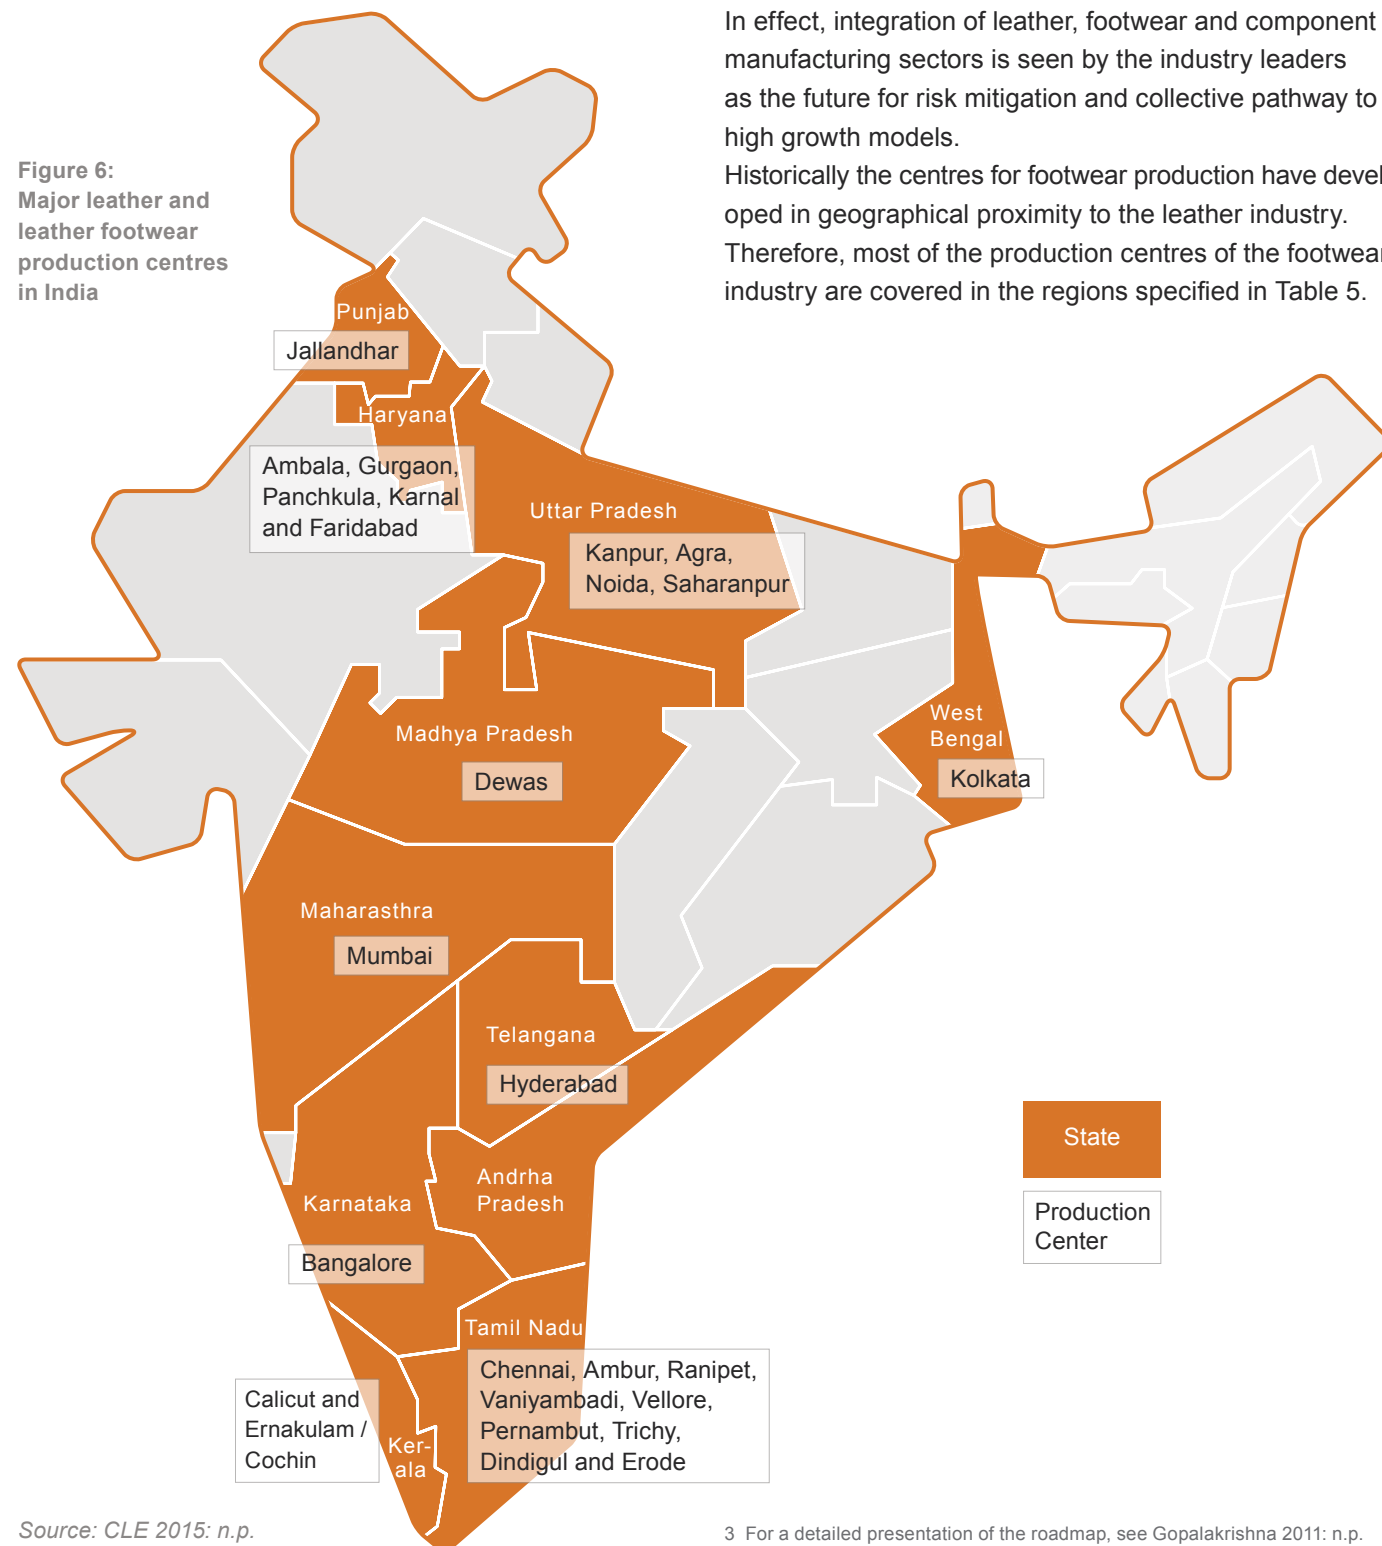 In effect, integration of leather, footwear and component
manufacturing sectors is seen by the industry leaders
as the future for risk mitigation and collective pathway to
high growth models.
Historically the centres for footwear production have devel
oped in geographical proximity to the leather industry.
Therefore, most of the production centres of the footwear
industry are covered in the regions specified in Table 5.
Figure 6:
Major leather and
leather footwear
production centres
in India
Punjab
Jallandhar
Haryana
Ambala, Gurgaon,
Panchkula, Karnal
and Faridabad
Uttar Pradesh
Kanpur, Agra,
Noida, Saharanpur
Madhya Pradesh
Dewas
West
Bengal
Kolkata
Maharasthra
Mumbai
Telangana
Hyderabad
Andrha
Pradesh
Karnataka
Bangalore
Tamil Nadu
Chennai, Ambur, Ranipet,
Vaniyambadi, Vellore,
Pernambut, Trichy,
Dindigul and Erode
Calicut and
Ernakulam /
Cochin
Ker-
ala
State
Production
Center
Source: CLE 2015: n.p.
3 For a detailed presentation of the roadmap, see Gopalakrishna 2011: n.p.